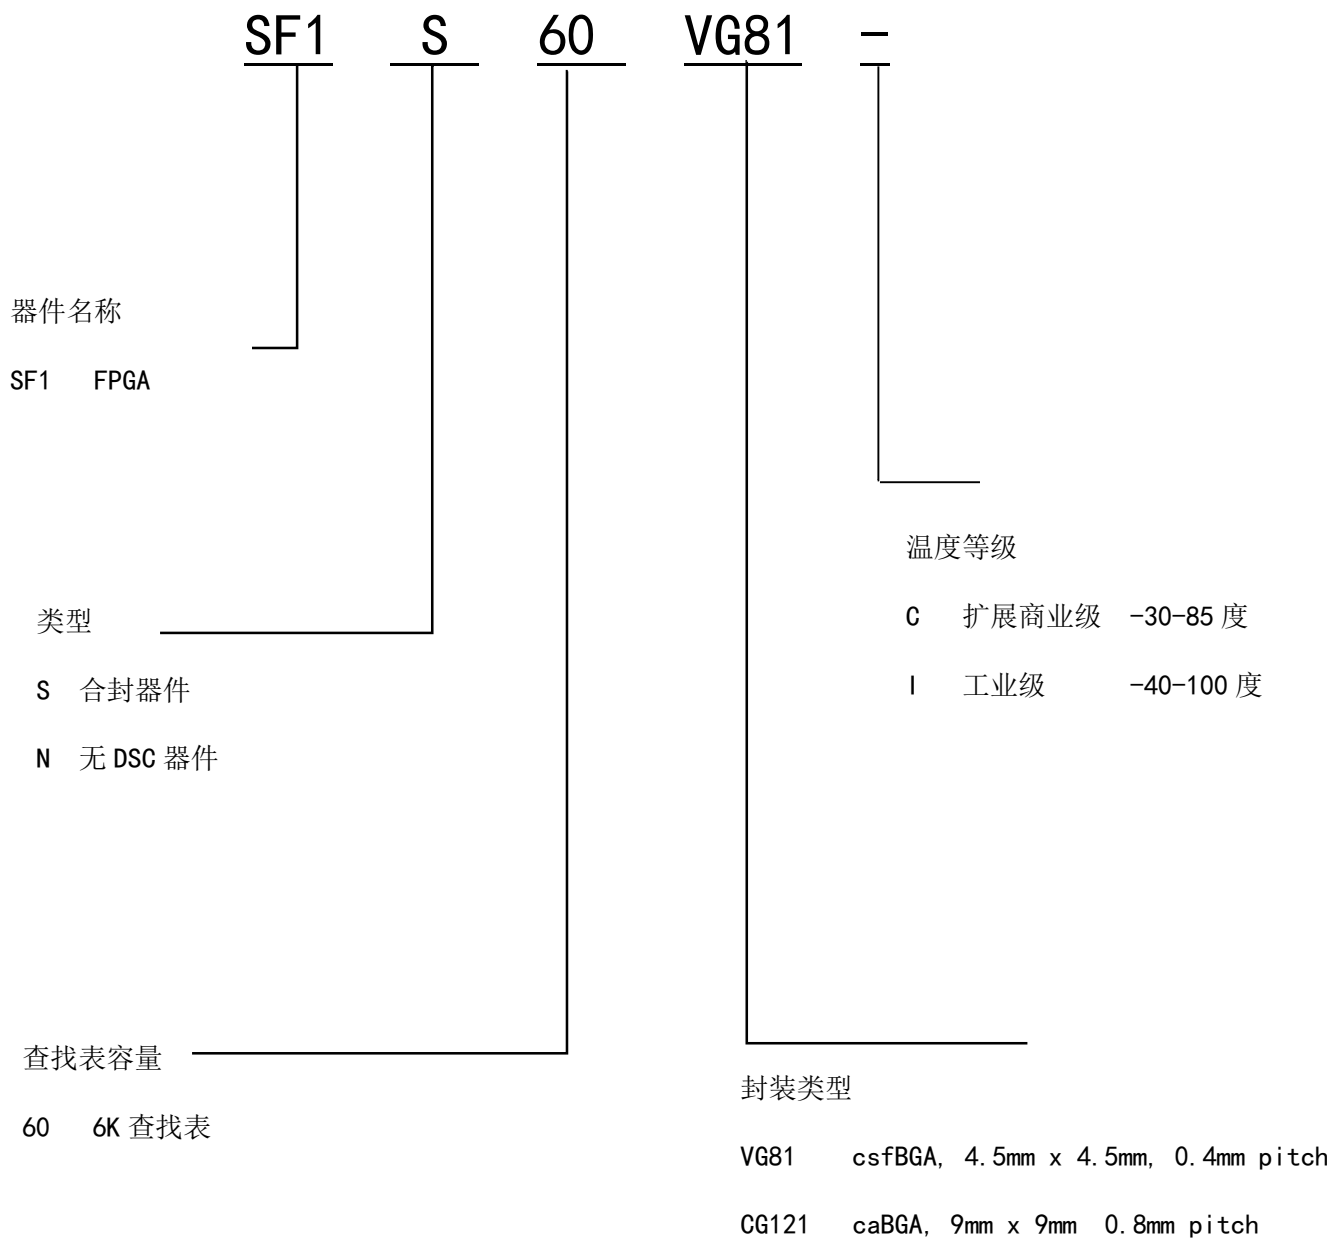 SF1 S 60 VG81 -
器件名称
SF1 FPGA
温度等级
C 扩展商业级 -30-85 度
I 工业级 -40-100 度
类型
S 合封器件
N 无 DSC 器件
查找表容量
60 6K 查找表
封装类型
VG81 csfBGA, 4.5mm x 4.5mm, 0.4mm pitch
CG121 caBGA, 9mm x 9mm 0.8mm pitch